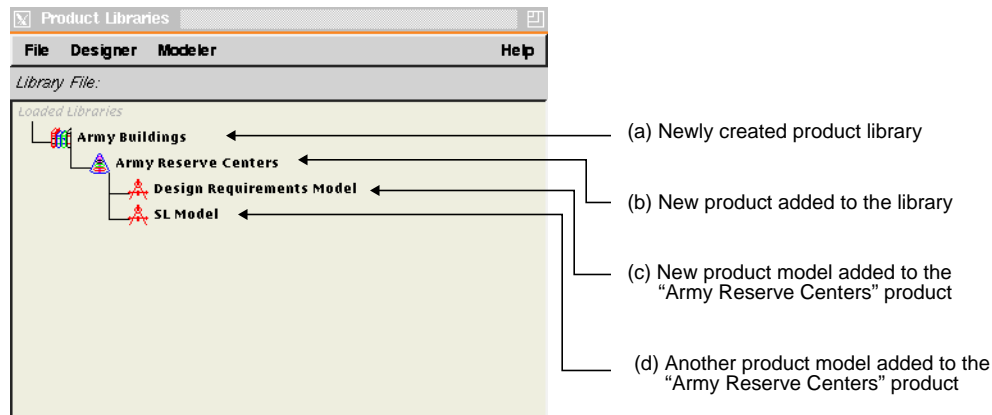 Product Libraries
File Designer Modeler Help
Library File:
Loaded Libraries
Army Buildings
Army Reserve Centers
Design Requirements Model
SL Model
(a) Newly created product library
(b) New product added to the library
(c) New product model added to the
“Army Reserve Centers” product
(d) Another product model added to the
“Army Reserve Centers” product